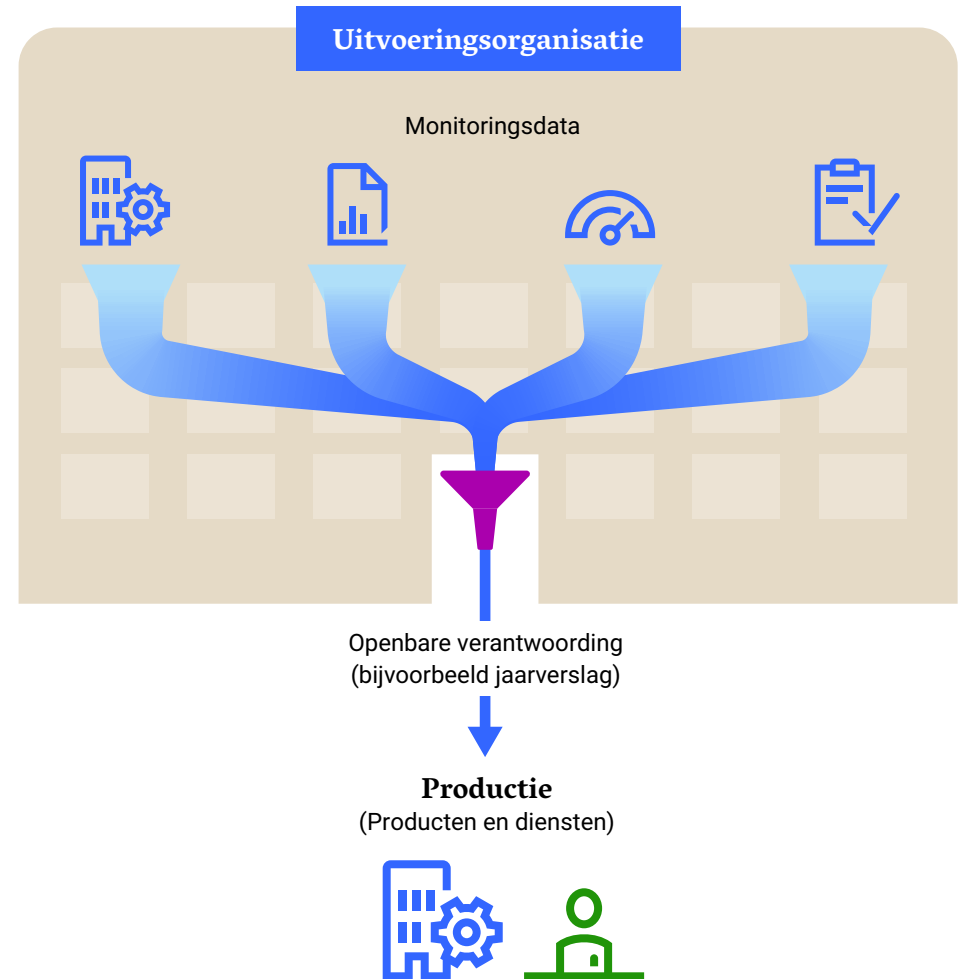 Uitvoeringsorganisatie
Monitoringsdata
Openbare verantwoording
(bijvoorbeeld jaarverslag)
Productie
(Producten en diensten)